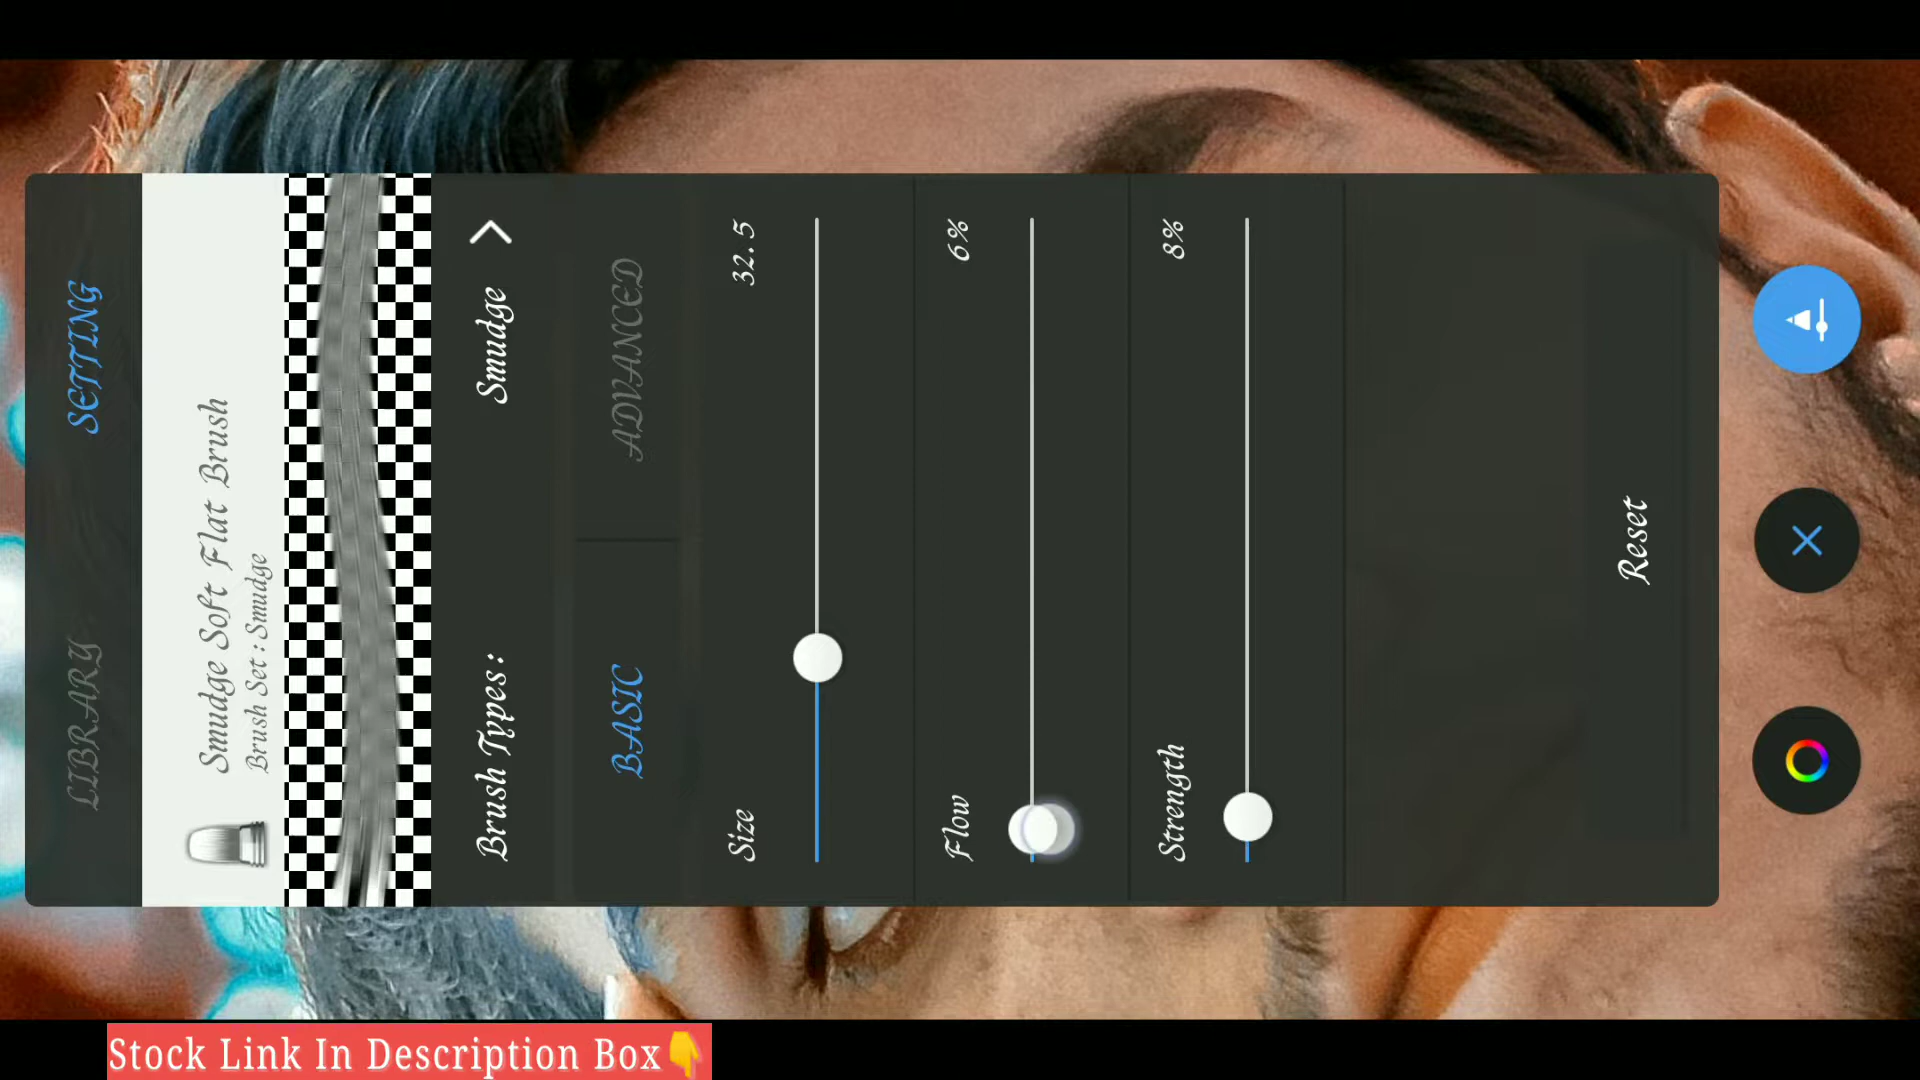 LIBRARY
SETTING
Smudge Soft Flat Brush
Brush Set : Smudge
Brush Types :
Smudge
BASIC
ADVANCED
Size
32.5
Flow
6%
Strength
8%
Reset
Stock Link In Description Box👇